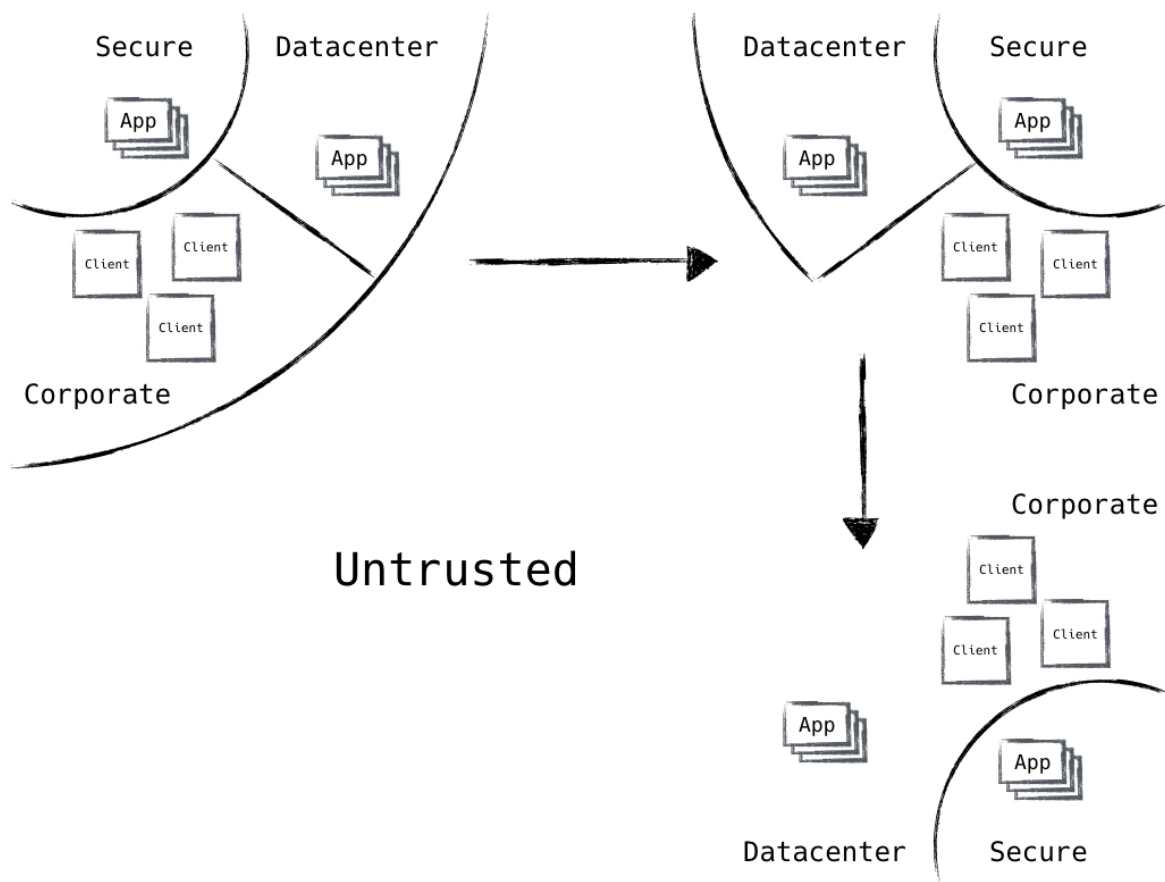 Secure Datacenter
App
App
Client
Client
Client
Corporate
Datacenter Secure
App
App
Client
Client
Client
Corporate
Untrusted
Corporate
Client
Client
Client
App
App
Datacenter Secure